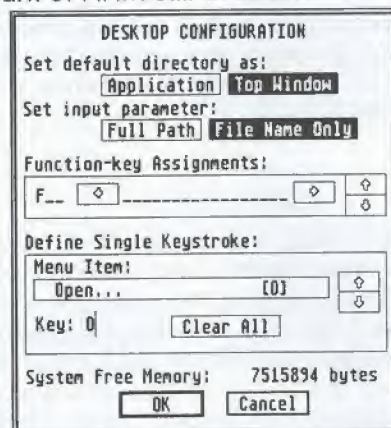 DESKTOP CONFIGURATION
Set default directory as:
Application Top Window
Set input parameter:
Full Path File Name Only
Function-key Assignments:
F__ _________________
Define Single Keystroke:
Menu Item:
Open... [O]
Key: O Clear All
System Free Memory: 7515894 bytes
OK Cancel